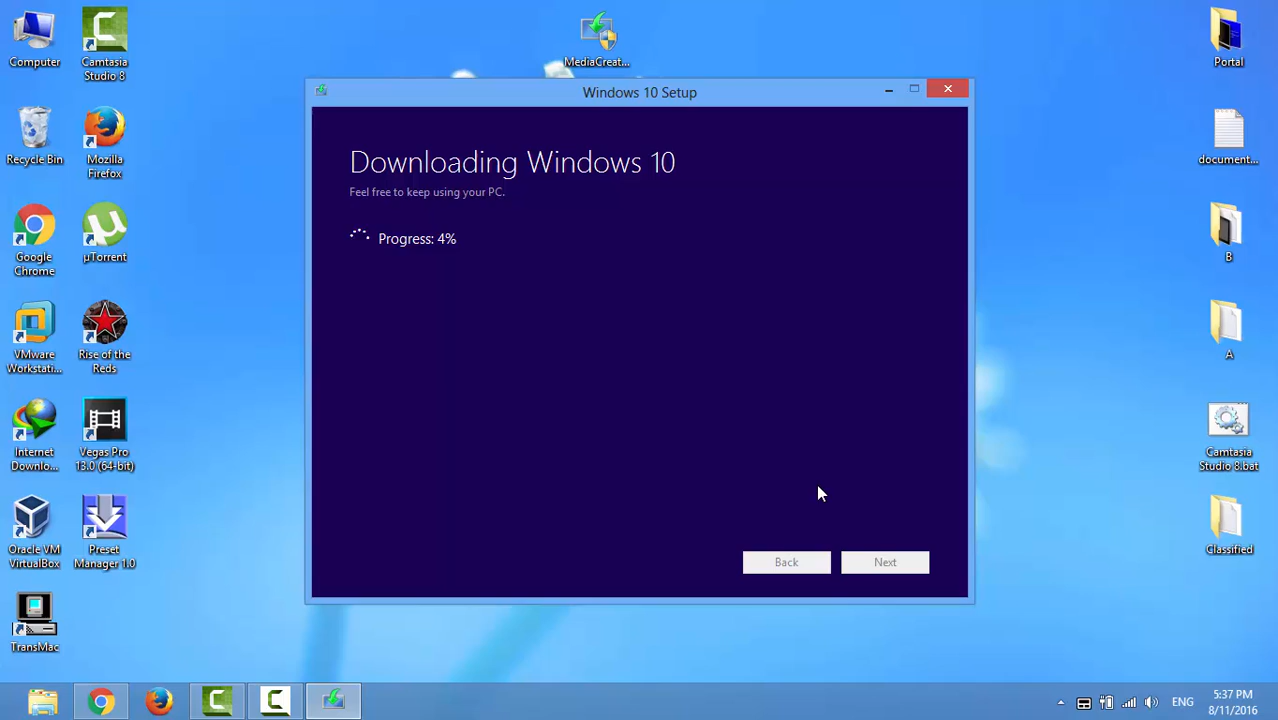 Computer
Camtasia
Studio 8
MediaCreat...
Portal
Recycle Bin
Mozilla
Firefox
document...
Google
Chrome
µTorrent
B
VMware
Workstati...
Rise of the
Reds
A
Internet
Downlo...
Vegas Pro
13.0 (64-bit)
Camtasia
Studio 8.bat
Oracle VM
VirtualBox
Preset
Manager 1.0
Classified
TransMac
Windows 10 Setup
Downloading Windows 10
Feel free to keep using your PC.
Progress: 4%
Back
Next
ENG
5:37 PM
8/11/2016